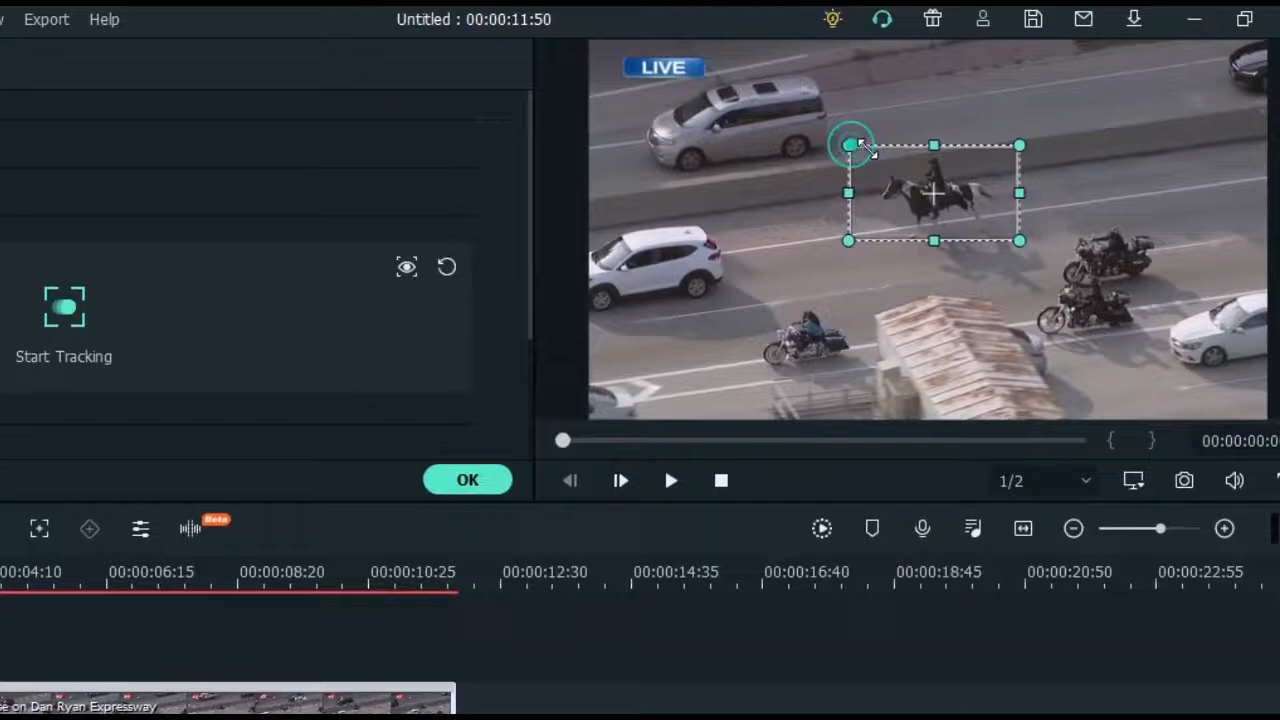 Export Help Untitled : 00:00:11:50
LIVE
Start Tracking
00:00:00:0
OK
1/2
Beta
00:04:10 00:00:06:15 00:00:08:20 00:00:10:25 00:00:12:30 00:00:14:35 00:00:16:40 00:00:18:45 00:00:20:50 00:00:22:55
se on Dan Ryan Expressway